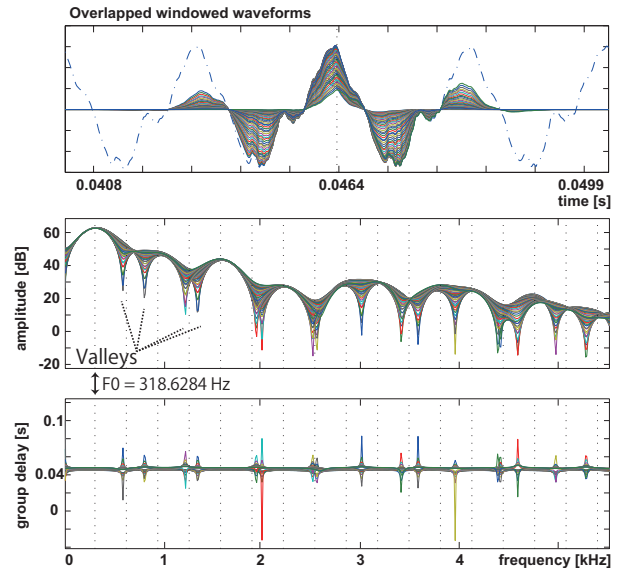 Overlapped windowed waveforms
0.0408 0.0464 0.0499
time [s]
amplitude [dB]
60
40
20
0
-20
Valleys
F0 = 318.6284 Hz
group delay [s]
0.1
0.04
0
0 1 2 3 4 frequency [kHz]